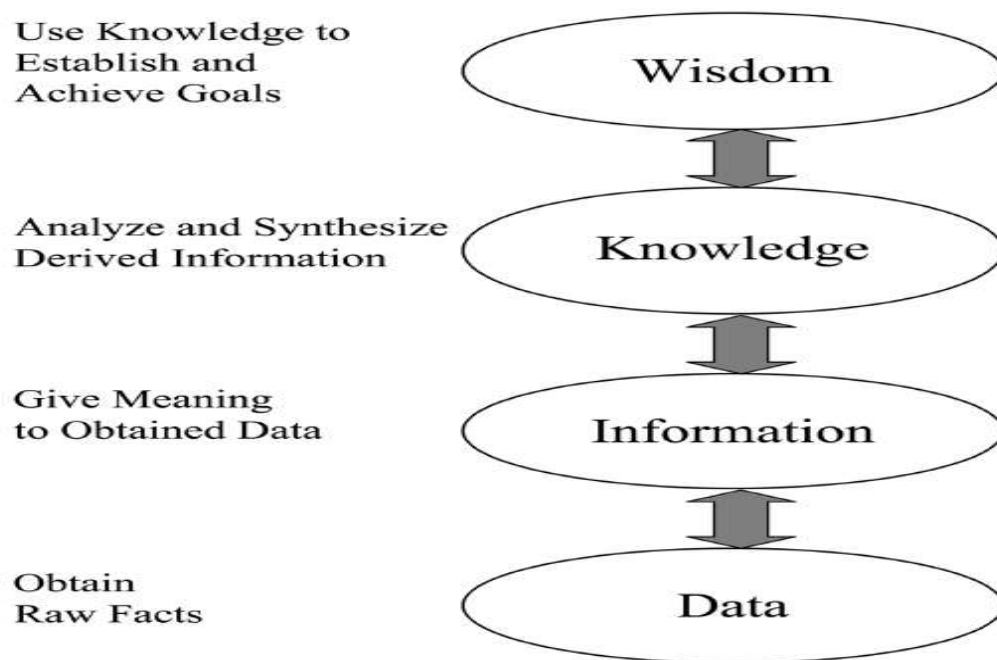 Use Knowledge to
Establish and
Achieve Goals
Wisdom
Analyze and Synthesize
Derived Information
Knowledge
Give Meaning
to Obtained Data
Information
Obtain
Raw Facts
Data